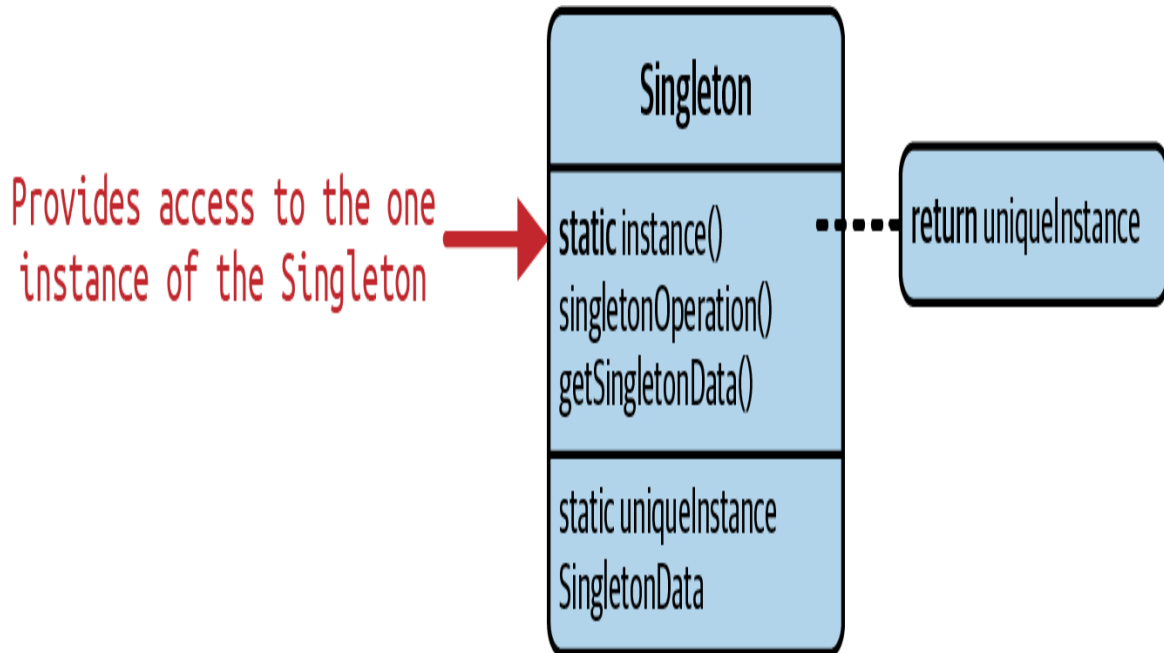 Singleton
Provides access to the one
instance of the Singleton
static instance()
singletonOperation()
getSingletonData()
return uniqueInstance
static uniqueInstance
SingletonData